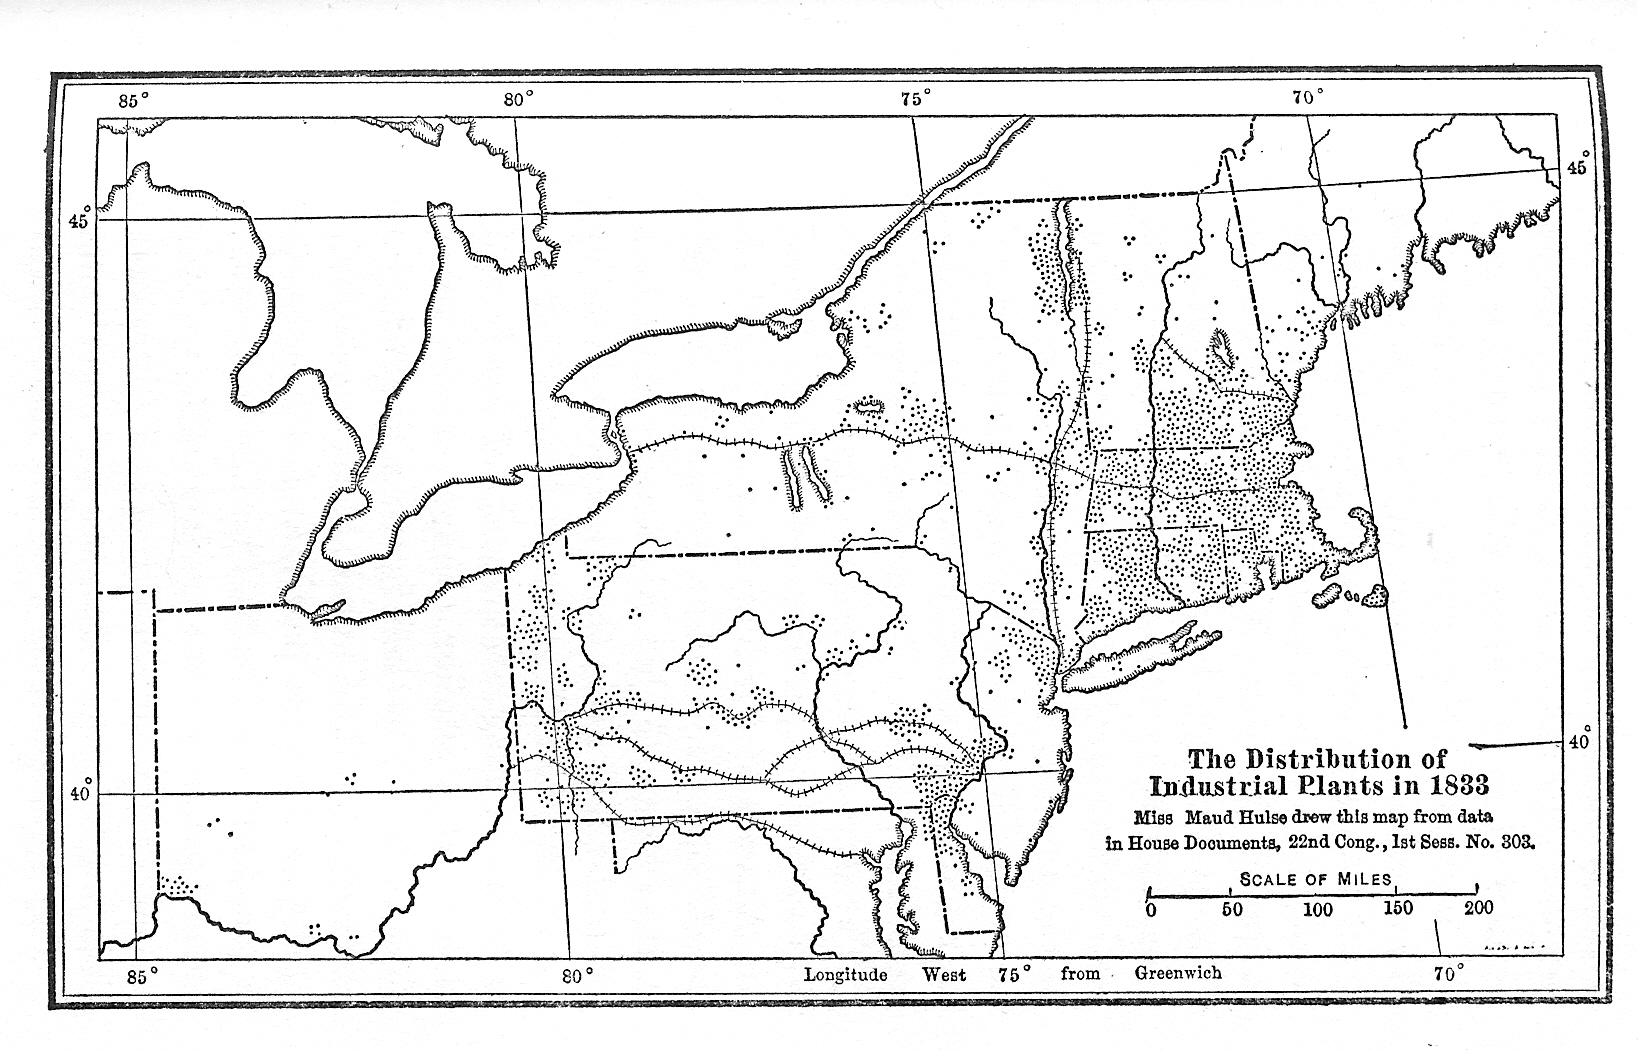 85° 80° 75° 70°
45° 45°
40° 40°
The Distribution of
Industrial Plants in 1833
Miss Maud Hulse drew this map from data
in House Documents, 22nd Cong., 1st Sess. No. 303.
SCALE OF MILES
0 50 100 150 200
85° 80° Longitude West 75° from Greenwich 70°